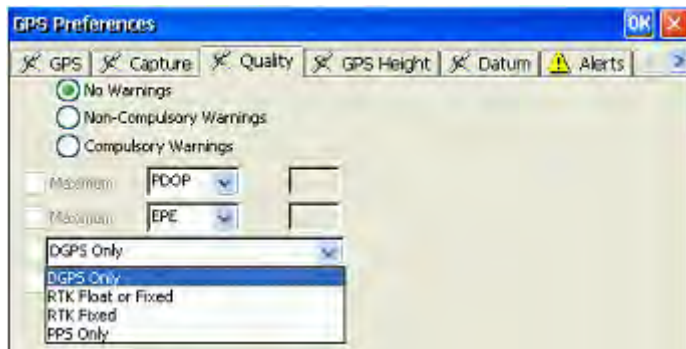 GPS Preferences OK
GPS Capture Quality GPS Height Datum Alerts
No Warnings
Non-Compulsory Warnings
Compulsory Warnings
Maximum PDOP
Maximum EPE
DGPS Only
DGPS Only
RTK Float or Fixed
RTK Fixed
PPS Only